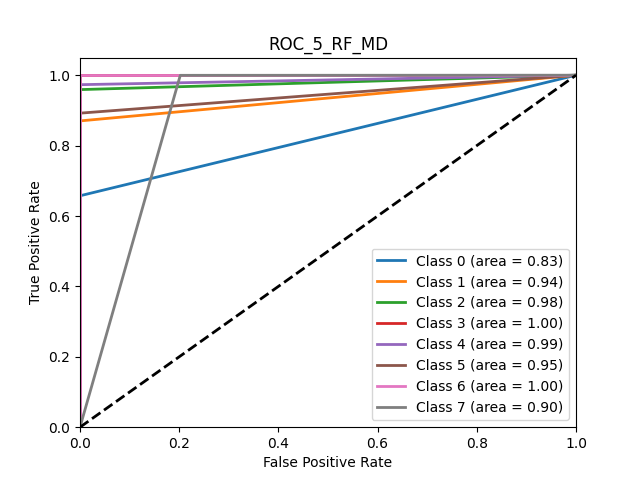 ROC_5_RF_MD
1.0
0.8
0.6
0.4
0.2
0.0
True Positive Rate
Class 0 (area = 0.83)
Class 1 (area = 0.94)
Class 2 (area = 0.98)
Class 3 (area = 1.00)
Class 4 (area = 0.99)
Class 5 (area = 0.95)
Class 6 (area = 1.00)
Class 7 (area = 0.90)
0.0 0.2 0.4 0.6 0.8 1.0
False Positive Rate